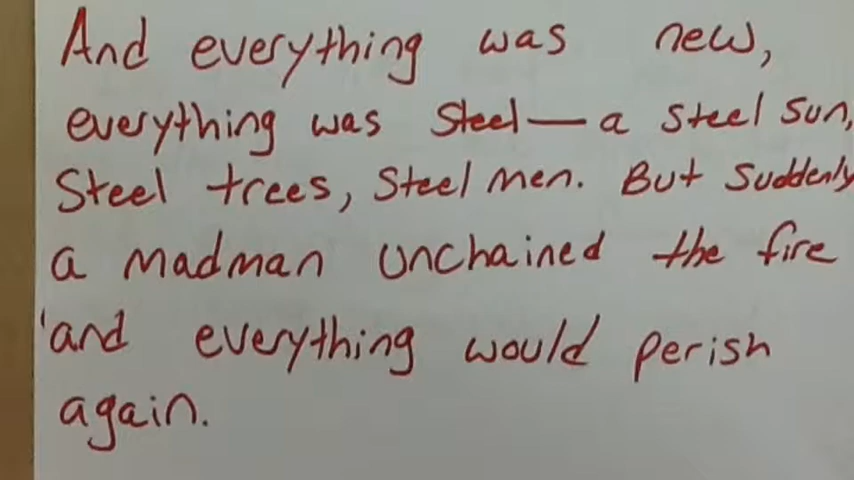 And everything was new,
everything was steel—a steel sun,
steel trees, steel men. But suddenly
a madman unchained the fire
'and everything would perish
again.